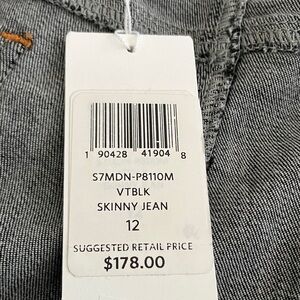 1 90428 41904 8
S7MDN-P8110M
VTBLK
SKINNY JEAN
12
SUGGESTED RETAIL PRICE
$178.00